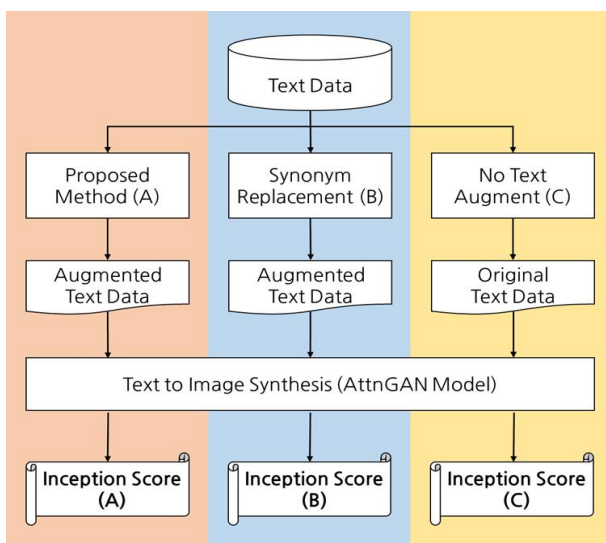 Text Data
Proposed
Method (A)
Synonym
Replacement (B)
No Text
Augment (C)
Augmented
Text Data
Augmented
Text Data
Original
Text Data
Text to Image Synthesis (AttnGAN Model)
Inception Score
(A)
Inception Score
(B)
Inception Score
(C)